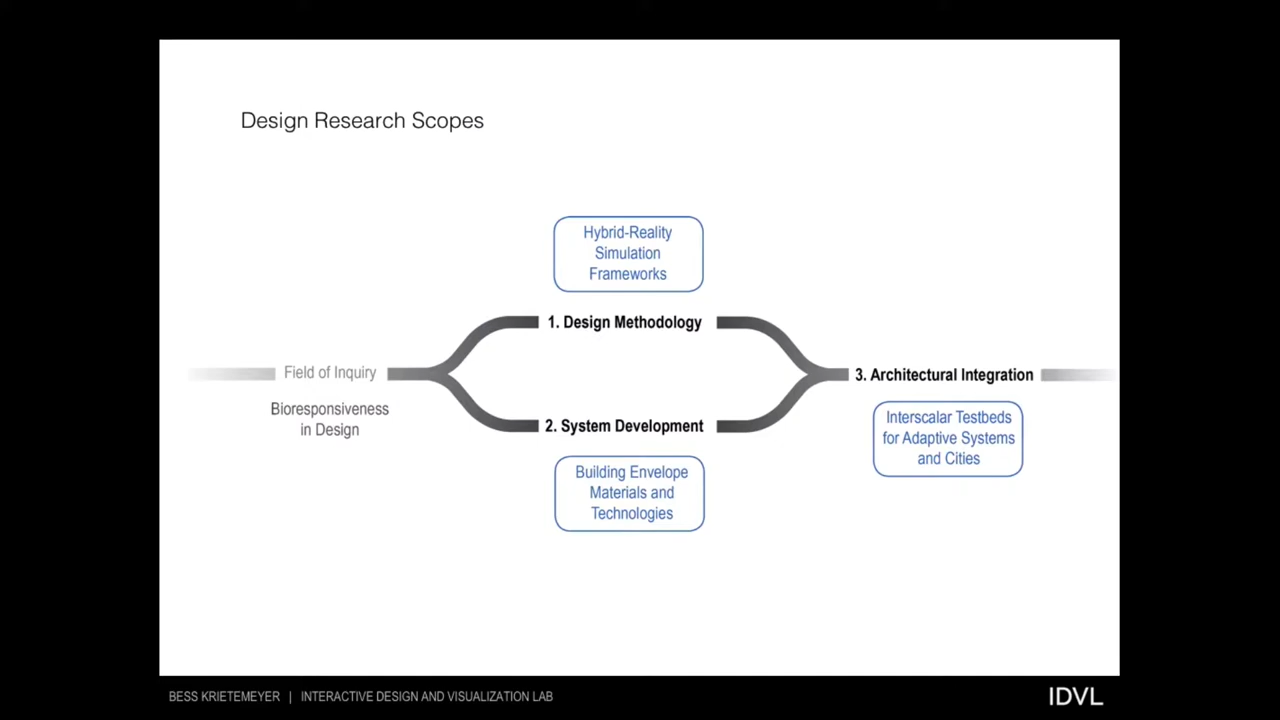 Design Research Scopes
Hybrid-Reality
Simulation
Frameworks
1. Design Methodology
Field of Inquiry
Bioresponsiveness
in Design
2. System Development
Building Envelope
Materials and
Technologies
3. Architectural Integration
Interscalar Testbeds
for Adaptive Systems
and Cities
BESS KRIETEMEYER | INTERACTIVE DESIGN AND VISUALIZATION LAB
IDVL